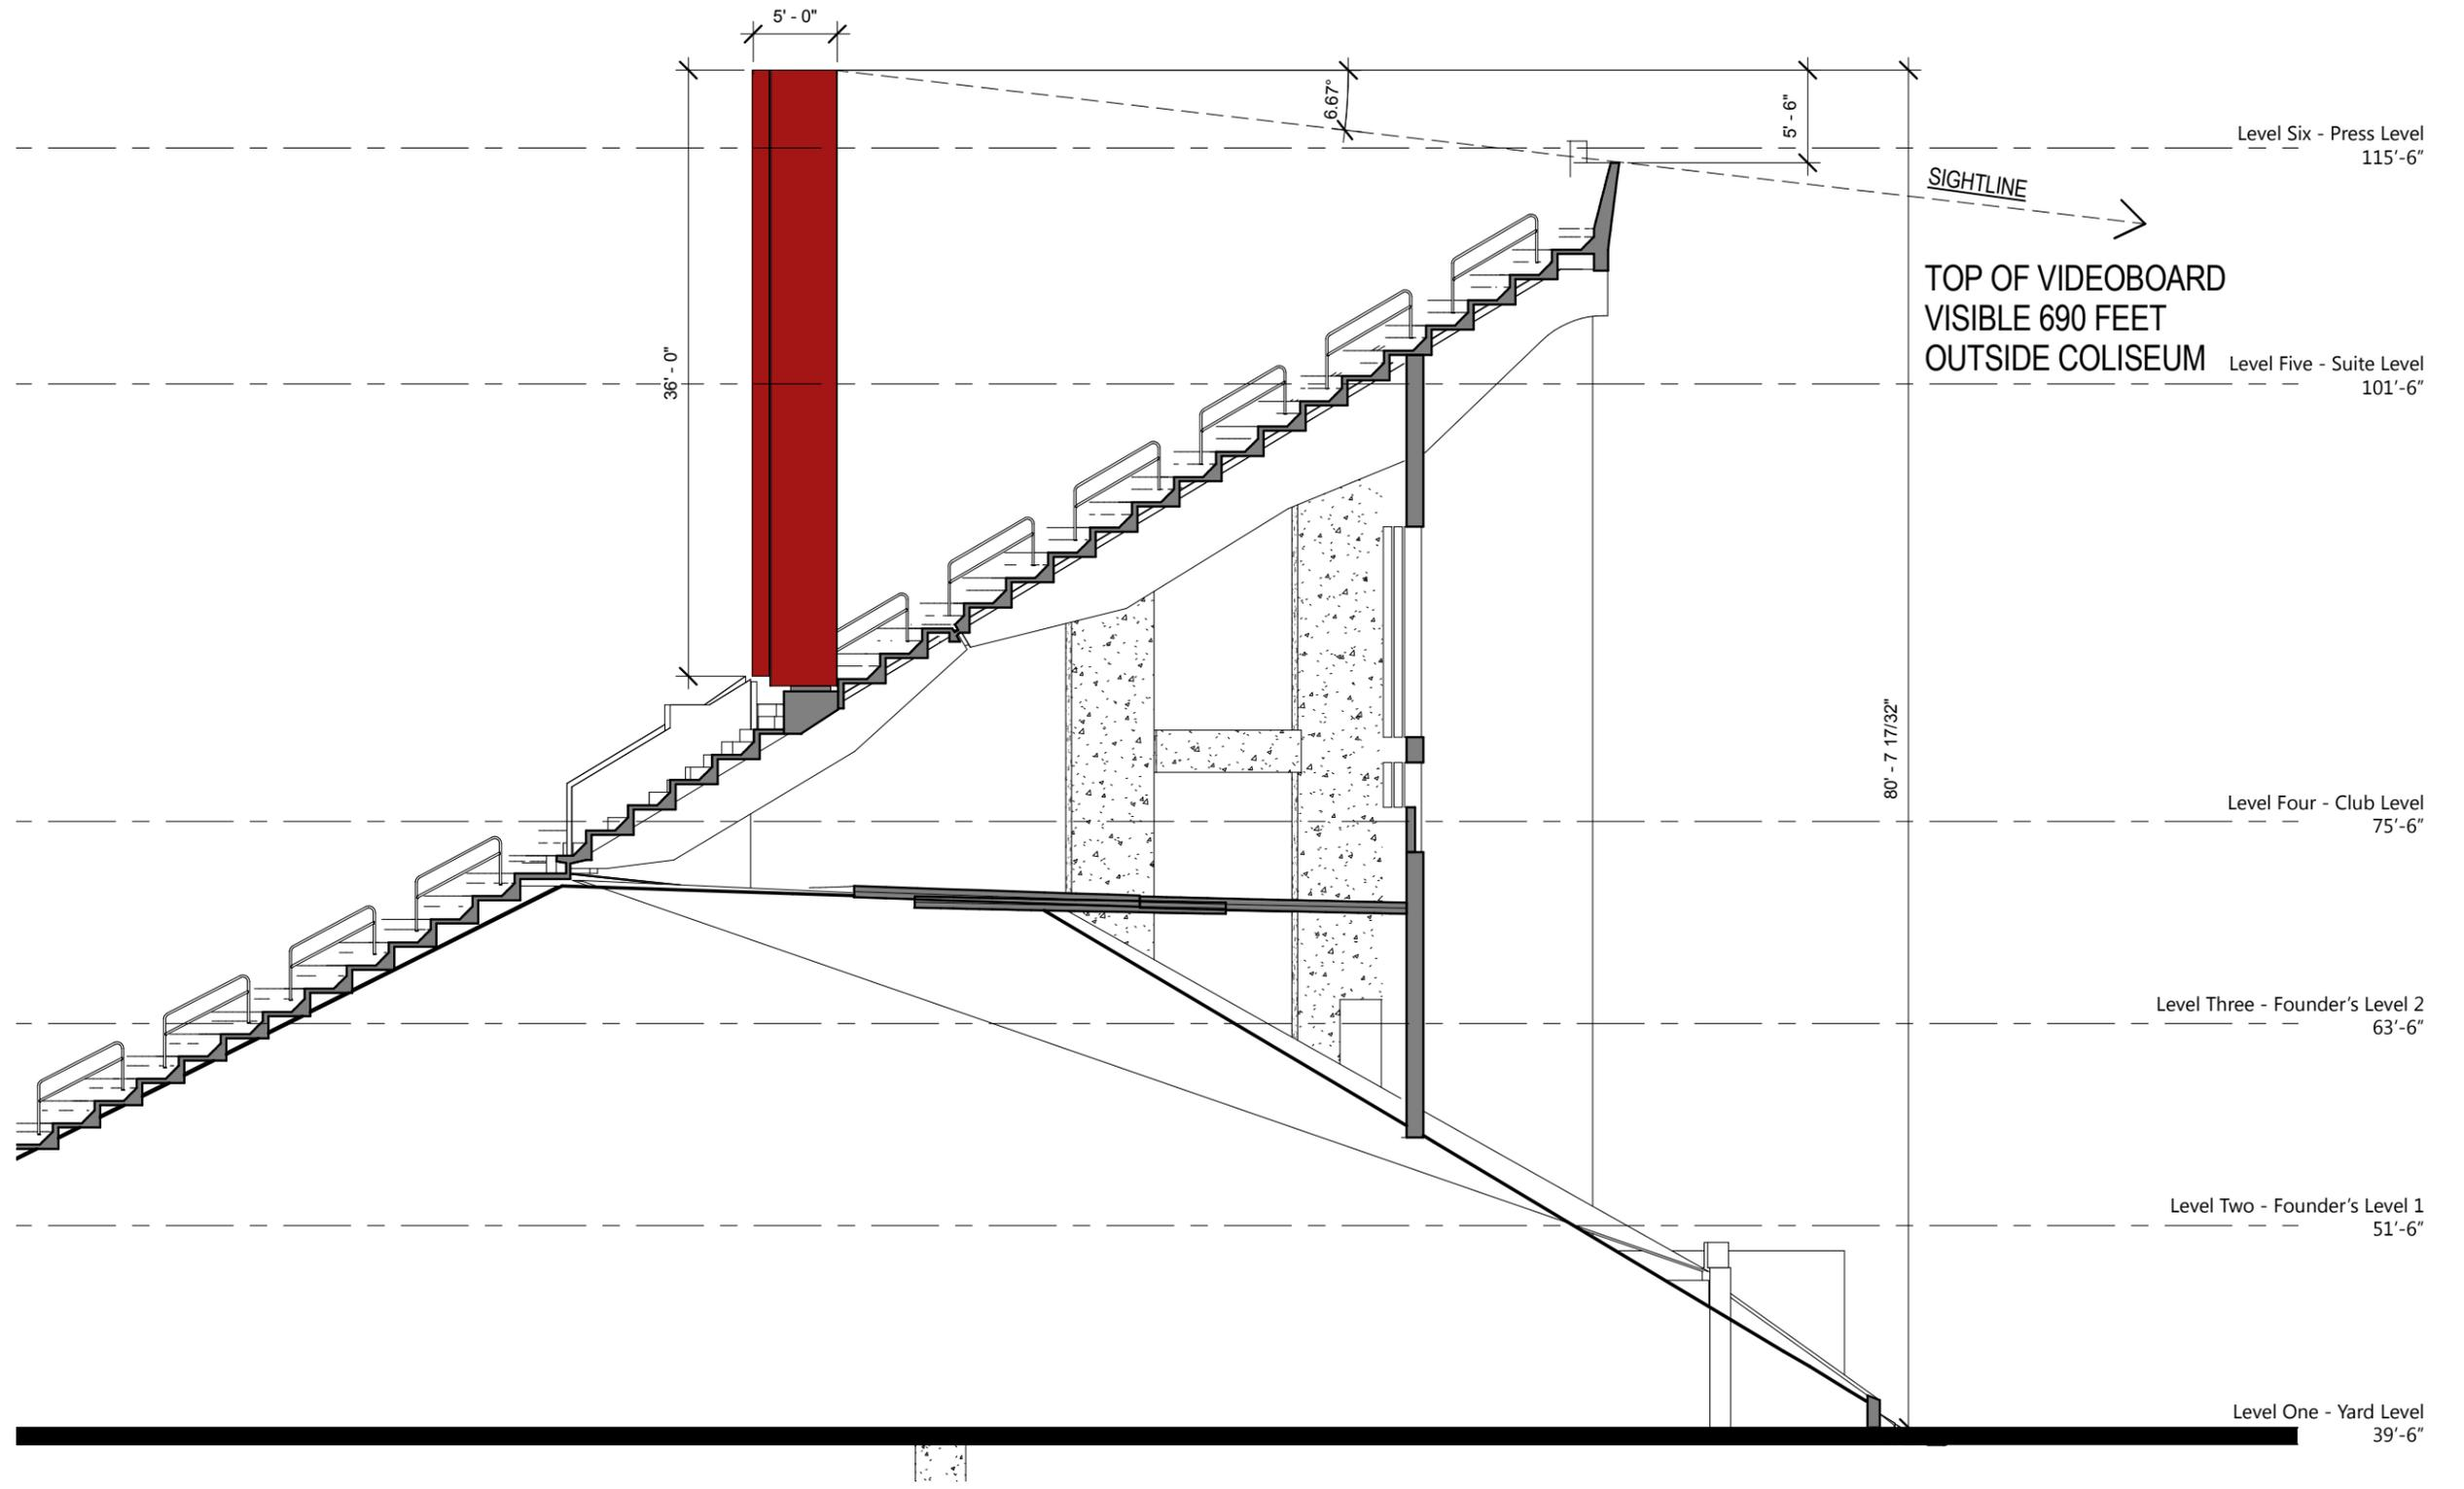 5' - 0"
6.67°
5' - 6"
Level Six - Press Level
115'-6"
SIGHTLINE
TOP OF VIDEOBOARD
VISIBLE 690 FEET
OUTSIDE COLISEUM
36' - 0"
Level Five - Suite Level
101'-6"
80' - 7 17/32"
Level Four - Club Level
75'-6"
Level Three - Founder's Level 2
63'-6"
Level Two - Founder's Level 1
51'-6"
Level One - Yard Level
39'-6"